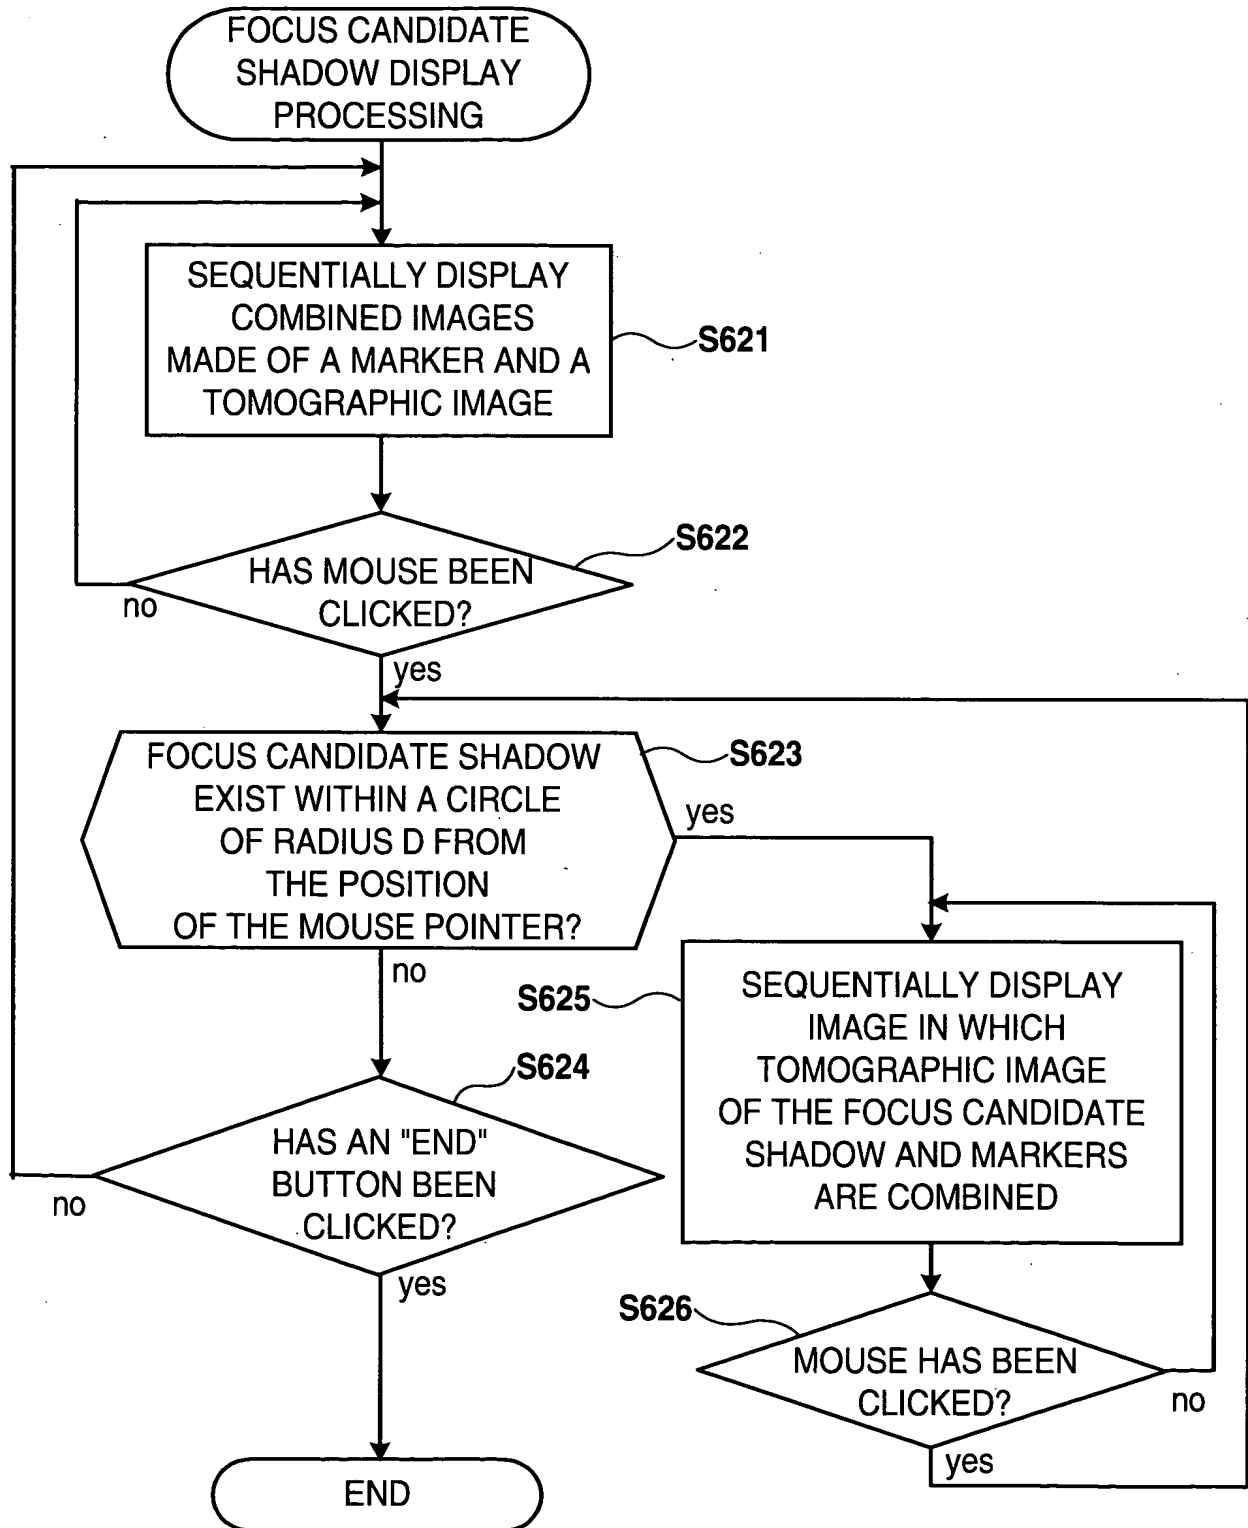 FOCUS CANDIDATE
SHADOW DISPLAY
PROCESSING
SEQUENTIALLY DISPLAY
COMBINED IMAGES
MADE OF A MARKER AND A
TOMOGRAPHIC IMAGE
S621
HAS MOUSE BEEN
CLICKED?
S622
no
yes
FOCUS CANDIDATE SHADOW
EXIST WITHIN A CIRCLE
OF RADIUS D FROM
THE POSITION
OF THE MOUSE POINTER?
S623
yes
no
S624
HAS AN "END"
BUTTON BEEN
CLICKED?
no
yes
S625
SEQUENTIALLY DISPLAY
IMAGE IN WHICH
TOMOGRAPHIC IMAGE
OF THE FOCUS CANDIDATE
SHADOW AND MARKERS
ARE COMBINED
S626
MOUSE HAS BEEN
CLICKED?
no
yes
END